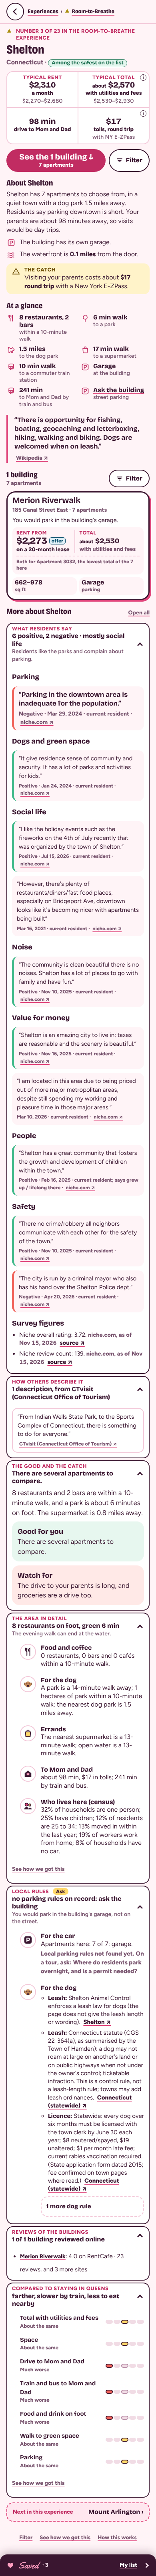 Experiences › Room-to-Breathe
NUMBER 3 OF 23 IN THE ROOM-TO-BREATHE
EXPERIENCE
Shelton
Connecticut · Among the safest on the list
TYPICAL RENT
$2,310
a month
$2,270–$2,680
TYPICAL TOTAL
about $2,570
with utilities and fees
$2,530–$2,930
98 min
drive to Mom and Dad
$17
tolls, round trip
with NY E-ZPass
See the 1 building ↓
7 apartments
Filter
About Shelton
Shelton has 7 apartments to choose from, in a
quiet town with a dog park 1.5 miles away.
Residents say parking downtown is short. Your
parents are about 98 minutes away, so visits
would be day trips.
The building has its own garage.
The waterfront is 0.1 miles from the door.
THE CATCH
Visiting your parents costs about $17
round trip with a New York E-ZPass.
At a glance
8 restaurants, 2
bars
within a 10-minute
walk
6 min walk
to a park
1.5 miles
to the dog park
17 min walk
to a supermarket
10 min walk
to a commuter train
station
Garage
at the building
241 min
to Mom and Dad by
train and bus
Ask the building
street parking
"There is opportunity for fishing,
boating, geocaching and letterboxing,
hiking, walking and biking. Dogs are
welcomed when on leash."
Wikipedia ↗
1 building
7 apartments
Filter
Merion Riverwalk
185 Canal Street East · 7 apartments
You would park in the building's garage.
RENT FROM
$2,273 offer
on a 20-month lease
TOTAL
about $2,530
with utilities and fees
Both for Apartment 3032, the lowest total of the 7
here
662–978
sq ft
Garage
parking
More about Shelton
Open all
WHAT RESIDENTS SAY
6 positive, 2 negative · mostly social
life
Residents like the parks and complain about
parking.
Parking
"Parking in the downtown area is
inadequate for the population."
Negative · Mar 29, 2024 · current resident ·
niche.com ↗
Dogs and green space
"It give residence sense of community and
security. It has a lot of parks and activities
for kids."
Positive · Jan 24, 2024 · current resident ·
niche.com ↗
Social life
"I like the holiday events such as the
fireworks on the 4th of July recently that
was organized by the town of Shelton."
Positive · Jul 15, 2026 · current resident ·
niche.com ↗
"However, there's plenty of
restaurants/diners/fast food places,
especially on Bridgeport Ave, downtown
looks like it's becoming nicer with apartments
being built"
Mar 16, 2021 · current resident · niche.com ↗
Noise
"The community is clean beautiful there is no
noises. Shelton has a lot of places to go with
family and have fun."
Positive · Nov 10, 2025 · current resident ·
niche.com ↗
Value for money
"Shelton is an amazing city to live in; taxes
are reasonable and the scenery is beautiful."
Positive · Nov 16, 2025 · current resident ·
niche.com ↗
"I am located in this area due to being priced
out of more major metropolitan areas,
despite still spending my working and
pleasure time in those major areas."
Mar 10, 2026 · current resident · niche.com ↗
People
"Shelton has a great community that fosters
the growth and development of children
within the town."
Positive · Feb 16, 2025 · current resident; says grew
up / lifelong there · niche.com ↗
Safety
"There no crime/robbery and neighbors
communicate with each other for the safety
of the town."
Positive · Nov 10, 2025 · current resident ·
niche.com ↗
"The city is run by a criminal mayor who also
has his hand over the Shelton Police dept."
Negative · Apr 20, 2026 · current resident ·
niche.com ↗
Survey figures
• Niche overall rating: 3.72. niche.com, as of
Nov 15, 2026 source ↗
• Niche review count: 139. niche.com, as of Nov
15, 2026 source ↗
HOW OTHERS DESCRIBE IT
1 description, from CTvisit
(Connecticut Office of Tourism)
"From Indian Wells State Park, to the Sports
Complex of Connecticut, there is something
to do for everyone."
CTvisit (Connecticut Office of Tourism) ↗
THE GOOD AND THE CATCH
There are several apartments to
compare.
8 restaurants and 2 bars are within a 10-
minute walk, and a park is about 6 minutes
on foot. The supermarket is 0.8 miles away.
Good for you
There are several apartments to
compare.
Watch for
The drive to your parents is long, and
groceries are a drive too.
THE AREA IN DETAIL
8 restaurants on foot, green 6 min
The evening walk can end at the water.
Food and coffee
0 restaurants, 0 bars and 0 cafés
within a 10-minute walk.
For the dog
A park is a 14-minute walk away; 1
hectares of park within a 10-minute
walk; the nearest dog park is 1.5
miles away.
Errands
The nearest supermarket is a 13-
minute walk; open water is a 13-
minute walk.
To Mom and Dad
about 98 min, $17 in tolls; 241 min
by train and bus.
Who lives here (census)
32% of households are one person;
25% have children; 12% of residents
are 25 to 34; 13% moved in within
the last year; 19% of workers work
from home; 8% of households have
no car.
See how we got this
LOCAL RULES Ask
no parking rules on record: ask the
building
You would park in the building's garage, not on
the street.
For the car
Apartments here: 7 of 7: garage.
Local parking rules not found yet. On
a tour, ask: Where do residents park
overnight, and is a permit needed?
For the dog
• Leash: Shelton Animal Control
enforces a leash law for dogs (the
page does not give the leash length
or wording). Shelton ↗
• Leash: Connecticut statute (CGS
22-364(a), as summarised by the
Town of Hamden): a dog may not
roam at large on another's land or
on a public highway when not under
the owner's control; ticketable
infraction. This is a control rule, not
a leash-length rule; towns may add
leash ordinances. Connecticut
(statewide) ↗
• Licence: Statewide: every dog over
six months must be licensed with
the town clerk by June 30 each
year; $8 neutered/spayed, $19
unaltered; $1 per month late fee;
current rabies vaccination required
(State application form dated 2015;
fee confirmed on town pages
where read.) Connecticut
(statewide) ↗
1 more dog rule
REVIEWS OF THE BUILDINGS
1 of 1 building reviewed online
• Merion Riverwalk: 4.0 on RentCafe · 23
reviews, and 3 more sites
COMPARED TO STAYING IN QUEENS
farther, slower by train, less to eat
nearby
Total with utilities and fees
About the same
Space
About the same
Drive to Mom and Dad
Much worse
Train and bus to Mom and
Dad
Much worse
Food and drink on foot
Much worse
Walk to green space
About the same
Parking
About the same
See how we got this
Next in this experience Mount Arlington ›
Filter See how we got this How this works
Saved · 3 My list ›